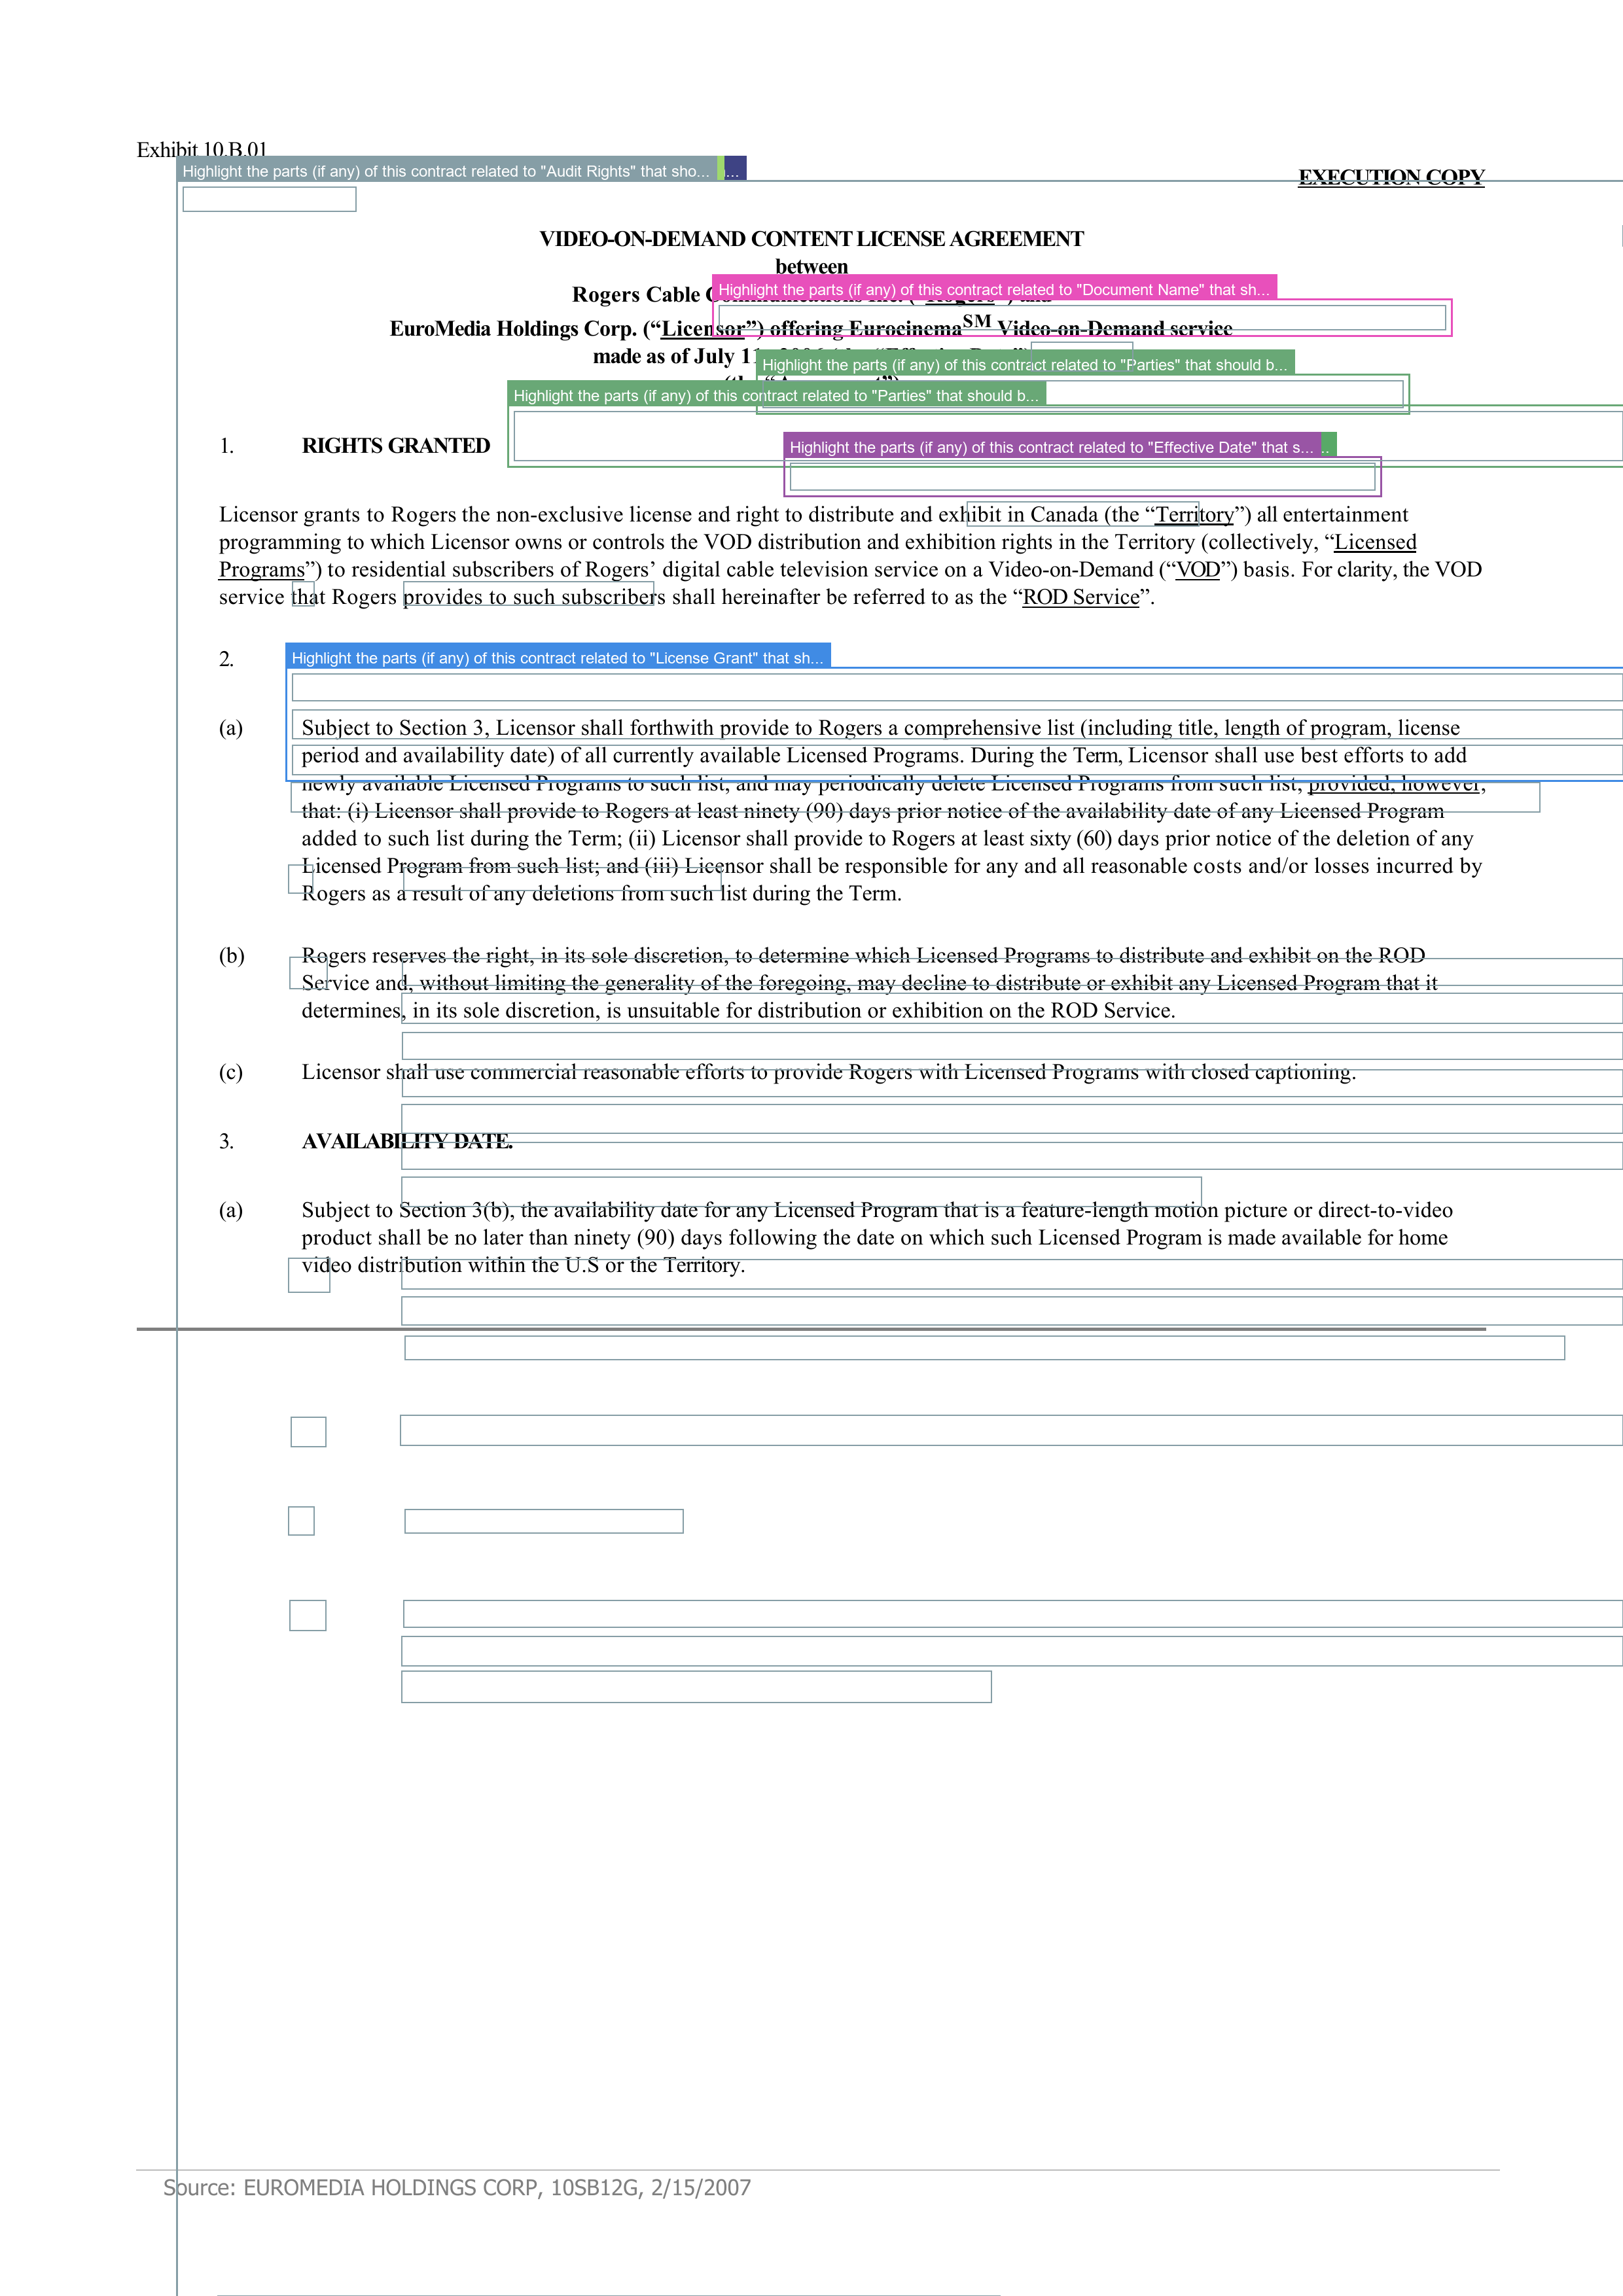 Exhibit 10.B.01
Highlight the parts (if any) of this contract related to "Audit Rights" that sho... ...
EXECUTION COPY
VIDEO-ON-DEMAND CONTENT LICENSE AGREEMENT
between
Highlight the parts (if any) of this contract related to "Document Name" that sh...
Rogers Cable
EuroMedia Holdings Corp. (“Licensor”) offering Eurocinema SM Video-on-Demand service
made as of July 11
Highlight the parts (if any) of this contract related to "Parties" that should b...
Highlight the parts (if any) of this contract related to "Parties" that should b...
1. RIGHTS GRANTED
Highlight the parts (if any) of this contract related to "Effective Date" that s... ..
Licensor grants to Rogers the non-exclusive license and right to distribute and exhibit in Canada (the “Territory”) all entertainment
programming to which Licensor owns or controls the VOD distribution and exhibition rights in the Territory (collectively, “Licensed
Programs”) to residential subscribers of Rogers’ digital cable television service on a Video-on-Demand (“VOD”) basis. For clarity, the VOD
service that Rogers provides to such subscribers shall hereinafter be referred to as the “ROD Service”.
2.
Highlight the parts (if any) of this contract related to "License Grant" that sh...
(a) Subject to Section 3, Licensor shall forthwith provide to Rogers a comprehensive list (including title, length of program, license
period and availability date) of all currently available Licensed Programs. During the Term, Licensor shall use best efforts to add
newly available Licensed Programs to such list, and may periodically delete Licensed Programs from such list, provided, however,
that: (i) Licensor shall provide to Rogers at least ninety (90) days prior notice of the availability date of any Licensed Program
added to such list during the Term; (ii) Licensor shall provide to Rogers at least sixty (60) days prior notice of the deletion of any
Licensed Program from such list; and (iii) Licensor shall be responsible for any and all reasonable costs and/or losses incurred by
Rogers as a result of any deletions from such list during the Term.
(b) Rogers reserves the right, in its sole discretion, to determine which Licensed Programs to distribute and exhibit on the ROD
Service and, without limiting the generality of the foregoing, may decline to distribute or exhibit any Licensed Program that it
determines, in its sole discretion, is unsuitable for distribution or exhibition on the ROD Service.
(c) Licensor shall use commercial reasonable efforts to provide Rogers with Licensed Programs with closed captioning.
3. AVAILABILITY DATE.
(a) Subject to Section 3(b), the availability date for any Licensed Program that is a feature-length motion picture or direct-to-video
product shall be no later than ninety (90) days following the date on which such Licensed Program is made available for home
video distribution within the U.S or the Territory.
Source: EUROMEDIA HOLDINGS CORP, 10SB12G, 2/15/2007